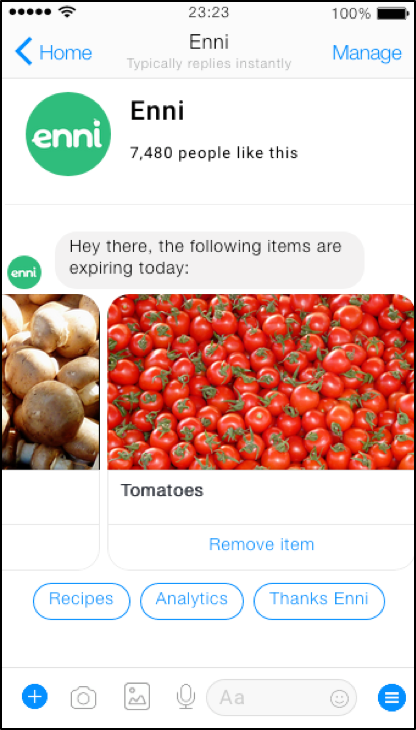 23:23
100%
Home
Enni
Typically replies instantly
Manage
enni
Enni
7,480 people like this
enni
Hey there, the following items are
expiring today:
Tomatoes
Remove item
Recipes
Analytics
Thanks Enni
Aa